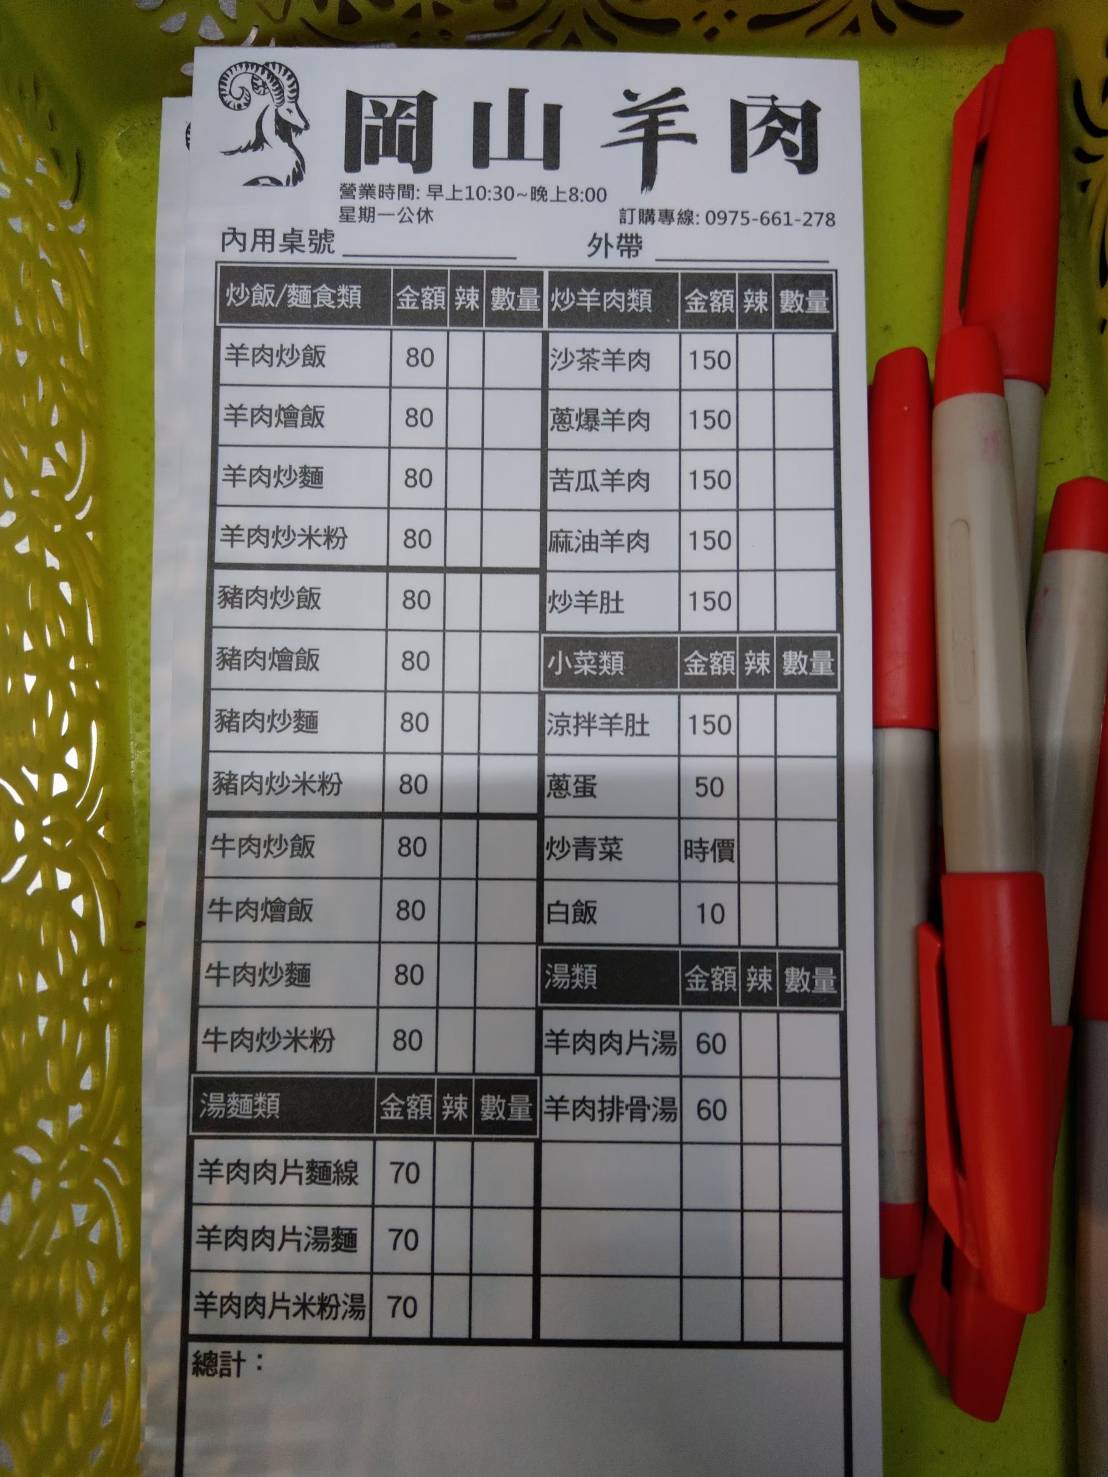 岡山羊肉
營業時間: 早上10:30~晚上8:00
星期一公休 訂購專線: 0975-661-278
內用桌號 外帶
炒飯/麵食類 金額 辣 數量
羊肉炒飯 80
羊肉燴飯 80
羊肉炒麵 80
羊肉炒米粉 80
豬肉炒飯 80
豬肉燴飯 80
豬肉炒麵 80
豬肉炒米粉 80
牛肉炒飯 80
牛肉燴飯 80
牛肉炒麵 80
牛肉炒米粉 80
湯麵類 金額 辣 數量
羊肉肉片麵線 70
羊肉肉片湯麵 70
羊肉肉片米粉湯 70
炒羊肉類 金額 辣 數量
沙茶羊肉 150
蔥爆羊肉 150
苦瓜羊肉 150
麻油羊肉 150
炒羊肚 150
小菜類 金額 辣 數量
涼拌羊肚 150
蔥蛋 50
炒青菜 時價
白飯 10
湯類 金額 辣 數量
羊肉肉片湯 60
羊肉排骨湯 60
總計：